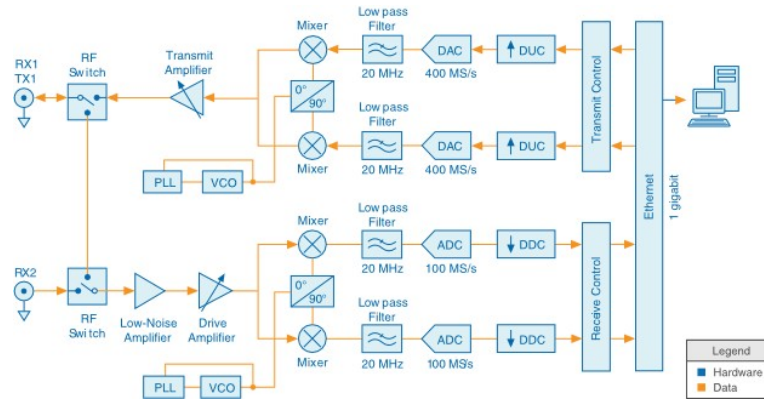 RX1
TX1
RF
Switch
Transmit
Amplifier
Mixer
Low pass
Filter
20 MHz
DAC
400 MS/s
DUC
0°
90°
Mixer
Low pass
Filter
20 MHz
DAC
400 MS/s
DUC
Transmit Control
Ethernet
1 gigabit
PLL
VCO
RX2
RF
Switch
Low-Noise
Amplifier
Drive
Amplifier
Mixer
Low pass
Filter
20 MHz
ADC
100 MS/s
DDC
0°
90°
Mixer
Low pass
Filter
20 MHz
ADC
100 MS/s
DDC
Receive Control
PLL
VCO
Legend
Hardware
Data